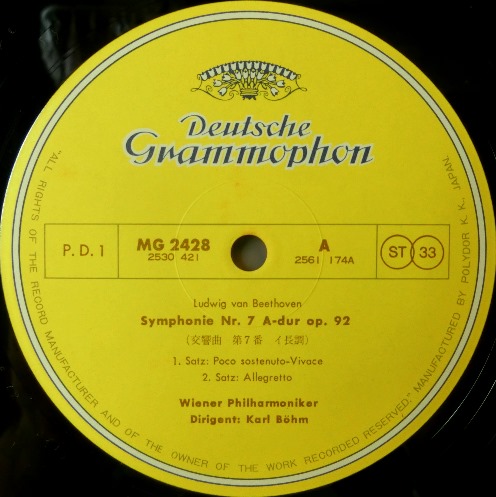 Deutsche
Grammophon
P.D.1
MG 2428
2530 421
A
2561 174A
ST 33
Ludwig van Beethoven
Symphonie Nr. 7 A-dur op. 92
(交響曲 第7番 イ長調)
1. Satz: Poco sostenuto-Vivace
2. Satz: Allegretto
Wiener Philharmoniker
Dirigent: Karl Böhm
"ALL RIGHTS OF THE RECORD MANUFACTURER AND OF THE OWNER OF THE WORK RECORDED RESERVED." MANUFACTURED BY POLYDOR K. K., JAPAN.